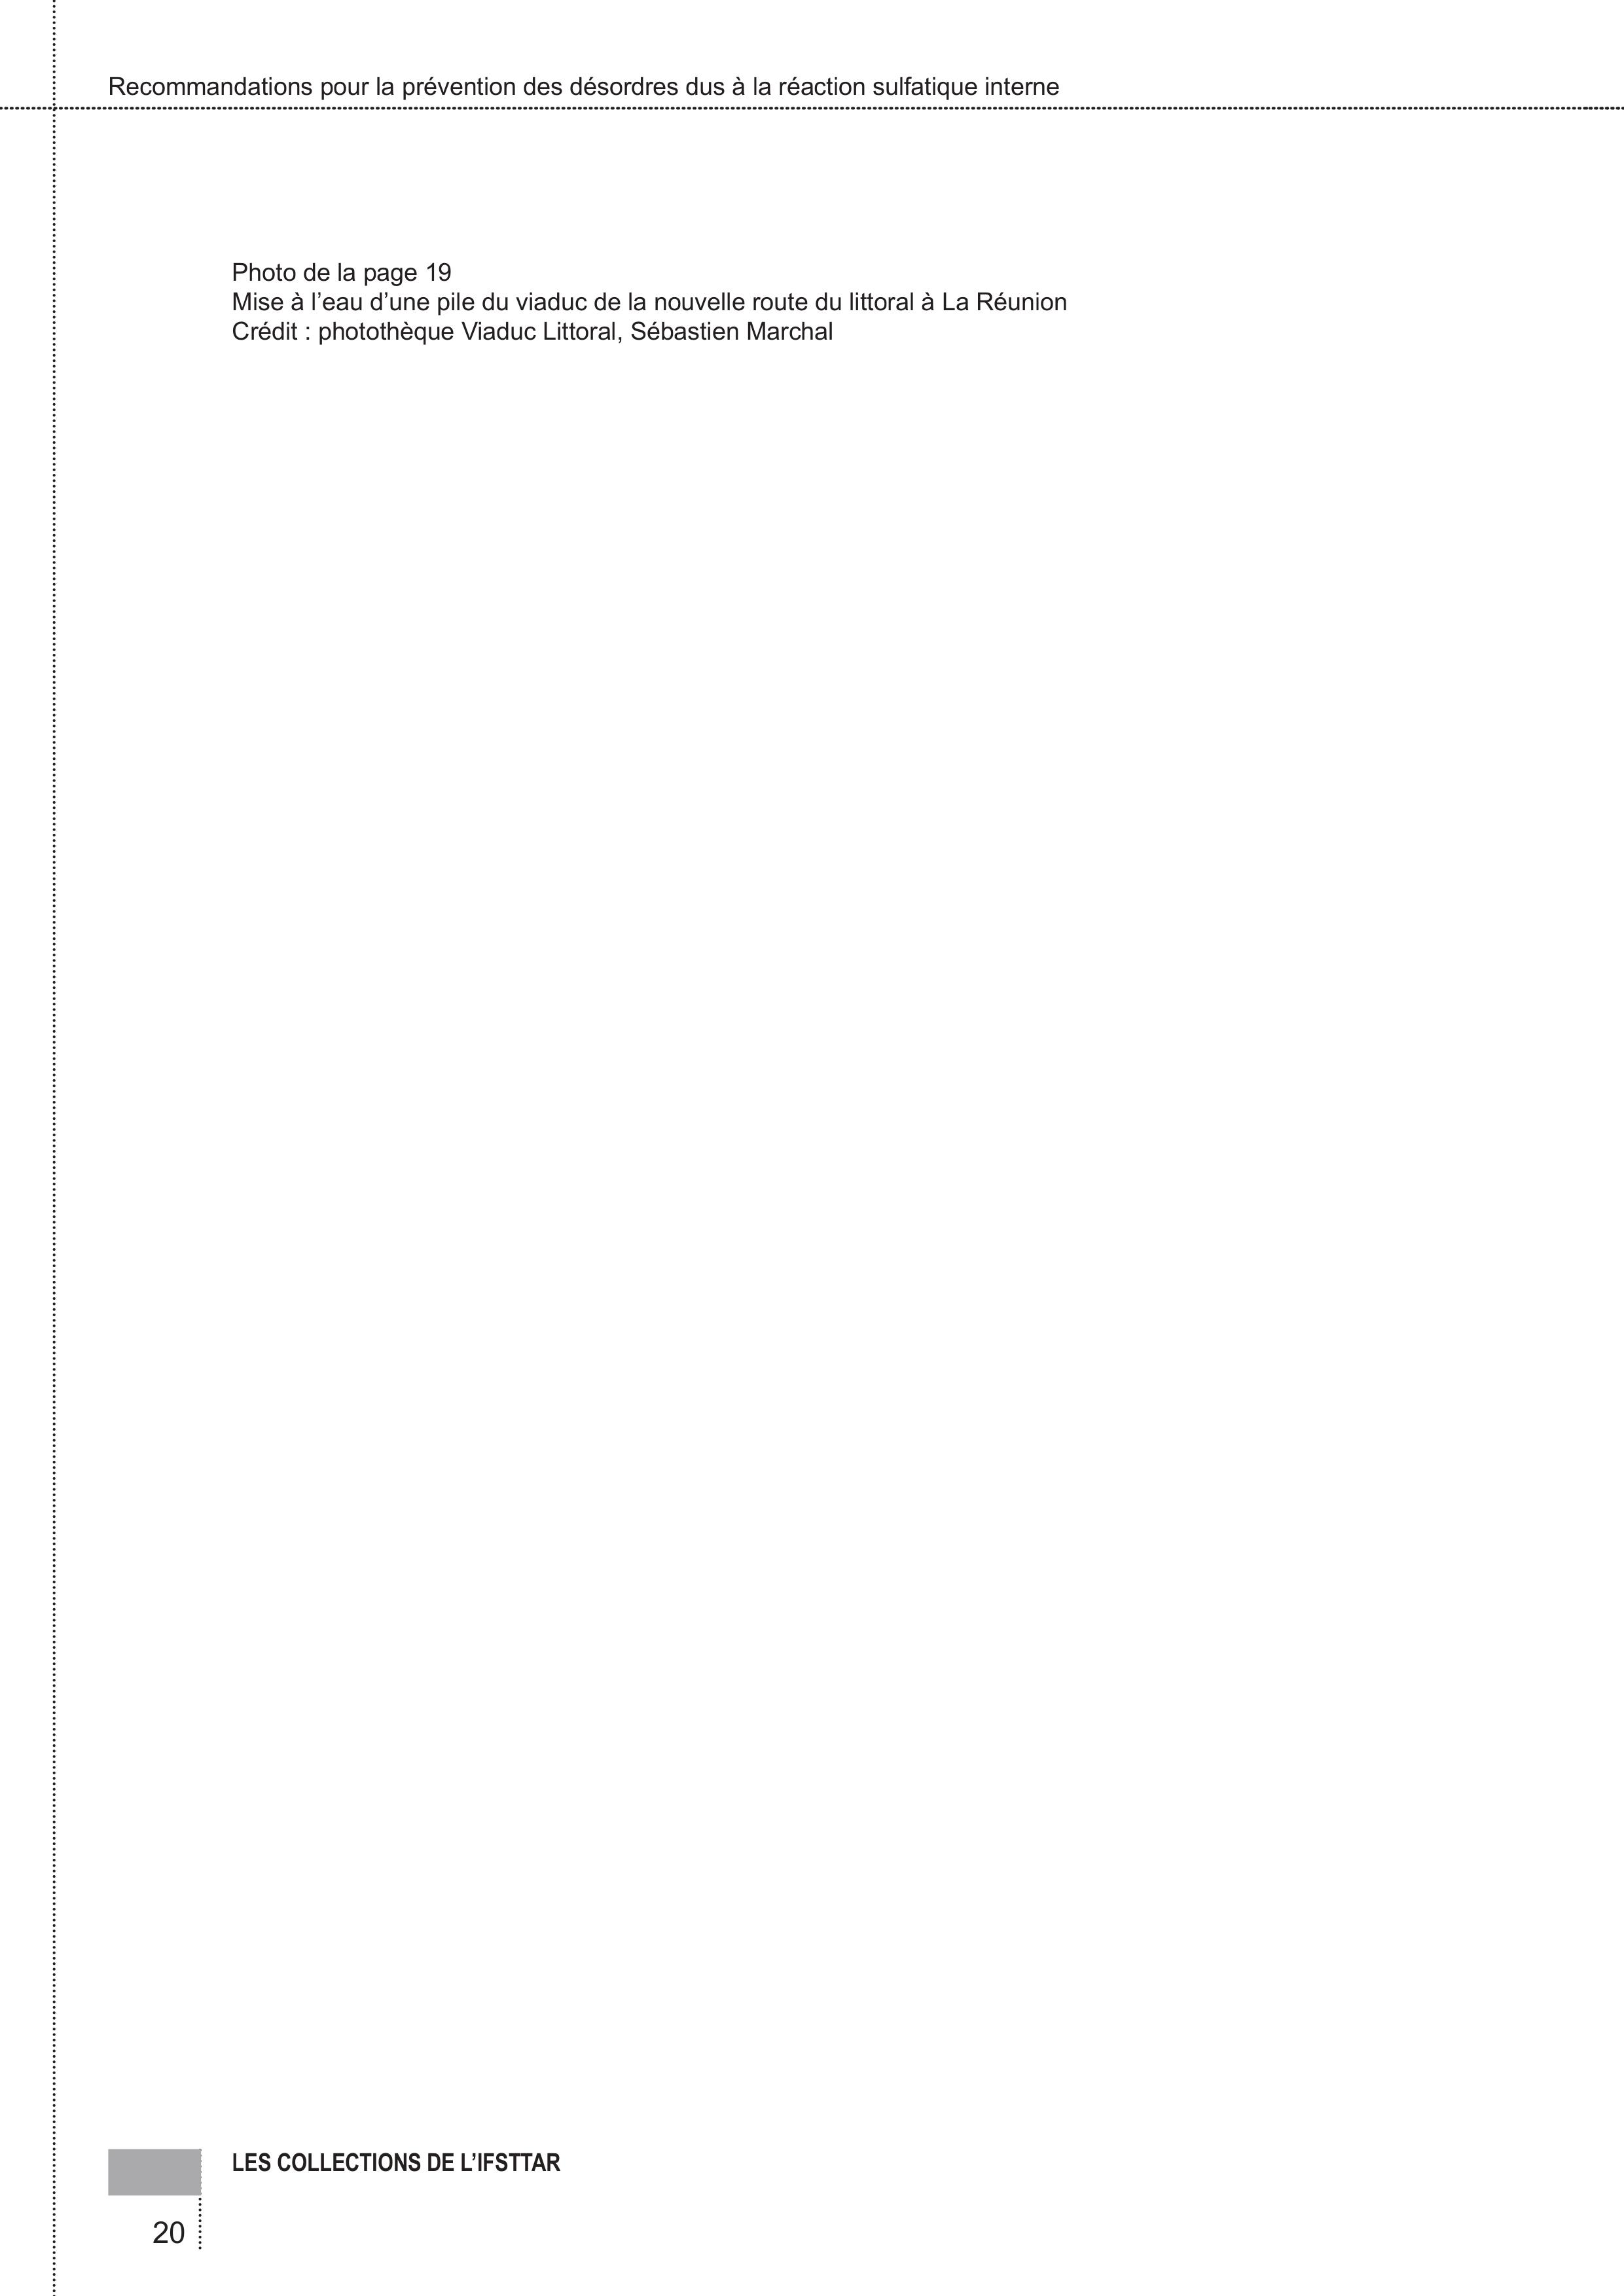 Recommandations pour la prévention des désordres dus à la réaction sulfatique interne
Photo de la page 19
Mise à l’eau d’une pile du viaduc de la nouvelle route du littoral à La Réunion
Crédit : photothèque Viaduc Littoral, Sébastien Marchal
LES COLLECTIONS DE L’IFSTTAR
20